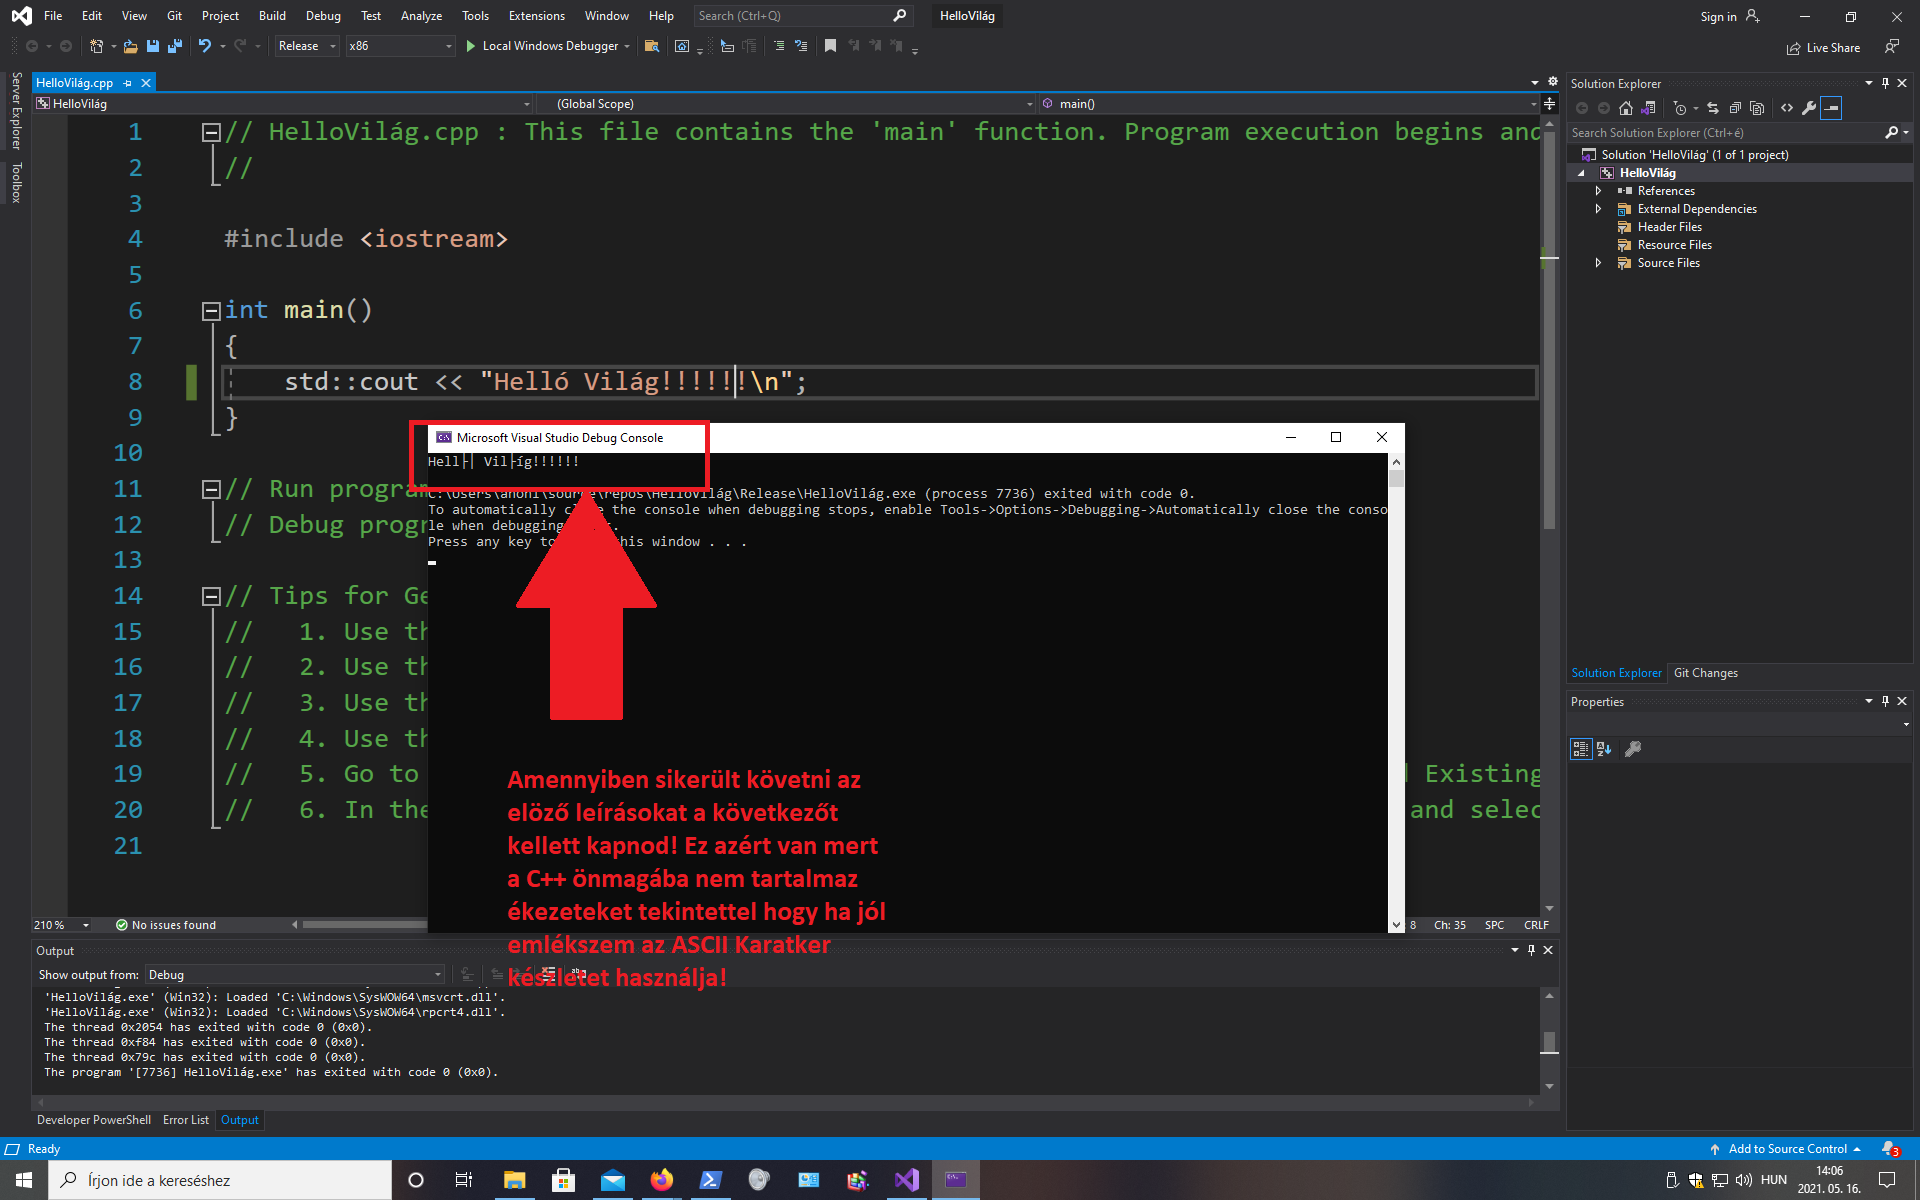 File Edit View Git Project Build Debug Test Analyze Tools Extensions Window Help Search (Ctrl+Q) HelloVilág Sign in
Release x86 Local Windows Debugger Live Share
Server Explorer
Toolbox
HelloVilág.cpp
HelloVilág (Global Scope) main()
1 // HelloVilág.cpp : This file contains the 'main' function. Program execution begins and
2 //
3
4 #include <iostream>
5
6 int main()
7 {
8 std::cout << "Helló Világ!!!!!!\n";
9 }
10
11 // Run program
12 // Debug progr
13
14 // Tips for Ge
15 // 1. Use th
16 // 2. Use th
17 // 3. Use th
18 // 4. Use th
19 // 5. Go to Existing
20 // 6. In the and selec
21
Microsoft Visual Studio Debug Console
Hell├│ Vil├íg!!!!!!
C:\Users\anoni\source\repos\HelloVilág\Release\HelloVilág.exe (process 7736) exited with code 0.
To automatically close the console when debugging stops, enable Tools->Options->Debugging->Automatically close the conso
le when debugging .
Press any key to this window . . .
Amennyiben sikerült követni az
elöző leírásokat a következőt
kellett kapnod! Ez azért van mert
a C++ önmagába nem tartalmaz
ékezeteket tekintettel hogy ha jól
emlékszem az ASCII Karatker
készletet használja!
210 % No issues found 8 Ch: 35 SPC CRLF
Output
Show output from: Debug
'HelloVilág.exe' (Win32): Loaded 'C:\Windows\SysWOW64\msvcrt.dll'.
'HelloVilág.exe' (Win32): Loaded 'C:\Windows\SysWOW64\rpcrt4.dll'.
The thread 0x2054 has exited with code 0 (0x0).
The thread 0xf84 has exited with code 0 (0x0).
The thread 0x79c has exited with code 0 (0x0).
The program '[7736] HelloVilág.exe' has exited with code 0 (0x0).
Developer PowerShell Error List Output
Solution Explorer
Search Solution Explorer (Ctrl+é)
Solution 'HelloVilág' (1 of 1 project)
HelloVilág
References
External Dependencies
Header Files
Resource Files
Source Files
Solution Explorer Git Changes
Properties
Ready Add to Source Control 3
Írjon ide a kereséshez HUN 14:06
2021. 05. 16.